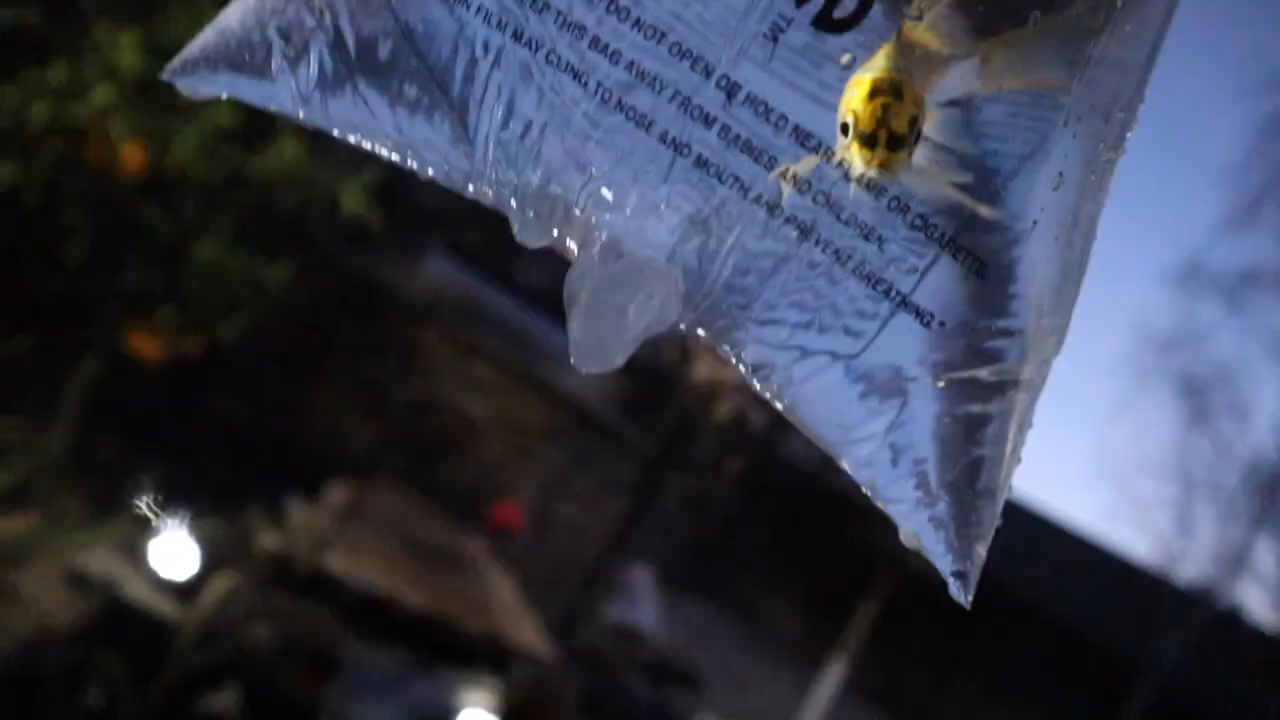 DO NOT OPEN OR HOLD NEAR FLAME OR CIGARETTE.
EEP THIS BAG AWAY FROM BABIES AND CHILDREN.
HIN FILM MAY CLING TO NOSE AND MOUTH AND PREVENT BREATHING."